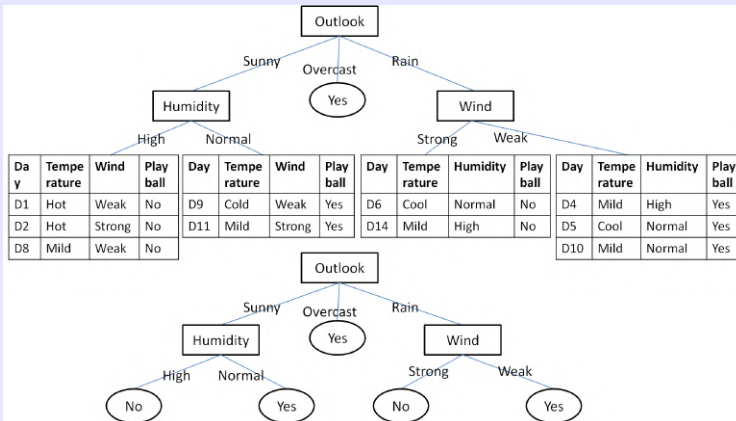 Outlook
Sunny
Overcast
Rain
Yes
Humidity
Wind
High
Normal
Strong
Weak
Da y Tempe rature Wind Play ball
D1 Hot Weak No
D2 Hot Strong No
D8 Mild Weak No
Day Tempe rature Wind Play ball
D9 Cold Weak Yes
D11 Mild Strong Yes
Day Tempe rature Humidity Play ball
D6 Cool Normal No
D14 Mild High No
Day Tempe rature Humidity Play ball
D4 Mild High Yes
D5 Cool Normal Yes
D10 Mild Normal Yes
Outlook
Sunny
Overcast
Rain
Yes
Humidity
Wind
High
Normal
Strong
Weak
No
Yes
No
Yes